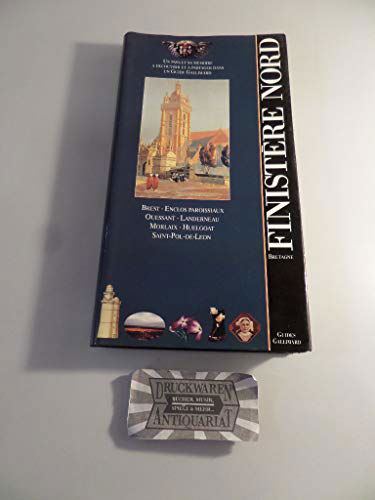 UN PAYS ET SA MÉMOIRE
À DÉCOUVRIR ET À PARTAGER DANS
UN GUIDE GALLIMARD
BREST · ENCLOS PAROISSIAUX
OUESSANT · LANDERNEAU
MORLAIX · HUELGOAT
SAINT-POL-DE-LÉON
FINISTÈRE NORD
BRETAGNE
GUIDES
GALLIMARD
DRUCKWAREN
BÜCHER, MUSIK,
SPIELE & MEHR...
ANTIQUARIAT